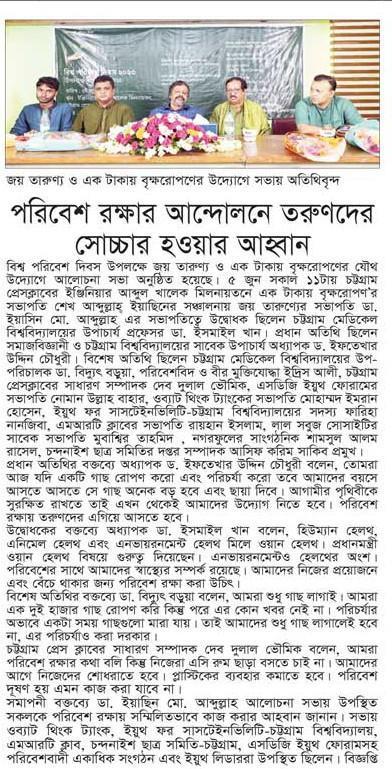 বিশ্ব পরিবেশ দিবস ২০২৩
জয় তারুণ্য ও এক টাকায় বৃক্ষরোপণের উদ্যোগে সভায় অতিথিবৃন্দ
পরিবেশ রক্ষার আন্দোলনে তরুণদের
সোচ্চার হওয়ার আহ্বান
বিশ্ব পরিবেশ দিবস উপলক্ষে জয় তারুণ্য ও এক টাকায় বৃক্ষরোপণের যৌথ
উদ্যোগে আলোচনা সভা অনুষ্ঠিত হয়েছে। ৫ জুন সকাল ১১টায় চট্টগ্রাম
প্রেসক্লাবের ইঞ্জিনিয়ার আব্দুল খালেক মিলনায়তনে এক টাকায় বৃক্ষরোপণ'র
সভাপতি শেখ আব্দুল্লাহ্ ইয়াছিনের সঞ্চালনায় জয় তারুণ্যের সভাপতি ডা.
ইয়াসিন মো. আব্দুল্লাহ এর সভাপতিত্বে উদ্বোধক ছিলেন চট্টগ্রাম মেডিকেল
বিশ্ববিদ্যালয়ের উপাচার্য প্রফেসর ডা. ইসমাইল খান। প্রধান অতিথি ছিলেন
সমাজবিজ্ঞানী ও চট্টগ্রাম বিশ্ববিদ্যালয়ের সাবেক উপাচার্য অধ্যাপক ড. ইফতেখার
উদ্দিন চৌধুরী। বিশেষ অতিথি ছিলেন চট্টগ্রাম মেডিকেল বিশ্ববিদ্যালয়ের উপ-
পরিচালক ডা. বিদ্যুৎ বড়ুয়া, পরিবেশবিদ ও বীর মুক্তিযোদ্ধা ইদ্রিস আলী, চট্টগ্রাম
প্রেসক্লাবের সাধারণ সম্পাদক দেব দুলাল ভৌমিক, এসডিজি ইয়ুথ ফোরামের
সভাপতি নোমান উল্লাহ বাহার, ওব্যাট থিংক ট্যাংকের সভাপতি মোহাম্মদ ইমরান
হোসেন, ইয়ুথ ফর সাসটেইনভিলিটি-চট্টগ্রাম বিশ্ববিদ্যালয়ের সদস্য ফারিহা
নানজিবা, এমআরটি ক্লাবের সভাপতি রায়হান ইসলাম, লাল সবুজ সোসাইটির
সাবেক সভাপতি মুবাশ্বির তাহমিদ , নগরফুলের সাংগঠনিক শামসুল আলম
রাসেল, চন্দনাইশ ছাত্র সমিতির দপ্তর সম্পাদক আসিফ করিম সাকিব প্রমুখ।
প্রধান অতিথির বক্তব্যে অধ্যাপক ড. ইফতেখার উদ্দিন চৌধুরী বলেন, তোমরা
আজ যদি একটি গাছ রোপণ করো এবং পরিচর্যা করো তবে আমাদের বয়সে
আসতে আসতে সে গাছ অনেক বড় হবে এবং ছায়া দিবে। আগামীর পৃথিবীকে
সুরক্ষিত রাখতে তাই এখন থেকেই আমাদের উদ্যোগ নিতে হবে। পরিবেশ
রক্ষায় তরুণদের এগিয়ে আসতে হবে।
উদ্বোধকের বক্তব্যে অধ্যাপক ডা. ইসমাইল খান বলেন, হিউম্যান হেলথ,
এনিমেল হেলথ এবং এনভায়রনমেন্ট হেলথ মিলে ওয়ান হেলথ। প্রধানমন্ত্রী
ওয়ান হেলথ বিষয়ে গুরুত্ব দিয়েছেন। এনভায়রনমেন্টও হেলথের অংশ।
পরিবেশের সাথে আমাদের স্বাস্থ্যের সম্পর্ক রয়েছে। আমাদের নিজের প্রয়োজনে
এবং বেঁচে থাকার জন্য পরিবেশ রক্ষা করা উচিৎ।
বিশেষ অতিথির বক্তব্যে ডা. বিদ্যুৎ বড়ুয়া বলেন, আমরা শুধু গাছ লাগাই। আমরা
এক দুই হাজার গাছ রোপণ করি কিন্তু পরে এর কোন খবর নেই না। পরিচর্যার
অভাবে একটা সময় গাছগুলো মারা যায়। তাই আমাদের শুধু গাছ লাগালেই হবে
না, এর পরিচর্যাও করা দরকার।
চট্টগ্রাম প্রেস ক্লাবের সাধারণ সম্পাদক দেব দুলাল ভৌমিক বলেন, আমরা
পরিবেশ রক্ষার কথা বলি কিন্তু নিজেরা এসি রুম ছাড়া বসতে চাই না। আমাদের
আগে নিজেদের শোধরাতে হবে। প্লাস্টিকের ব্যবহার কমাতে হবে। পরিবেশ
দূষণ হয় এমন কাজ করা যাবে না।
সমাপনী বক্তব্যে ডা. ইয়াছিন মো. আব্দুল্লাহ আলোচনা সভায় উপস্থিত
সকলকে পরিবেশ রক্ষায় সম্মিলিতভাবে কাজ করার আহবান জানান। সভায়
ওব্যাট থিংক ট্যাংক, ইয়ুথ ফর সাসটেইনভিলিটি-চট্টগ্রাম বিশ্ববিদ্যালয়,
এমআরটি ক্লাব, চন্দনাইশ ছাত্র সমিতি-চট্টগ্রাম, এসডিজি ইয়ুথ ফোরামসহ
পরিবেশবাদী একাধিক সংগঠন এবং ইয়ুথ লিডাররা উপস্থিত ছিলেন। বিজ্ঞপ্তি